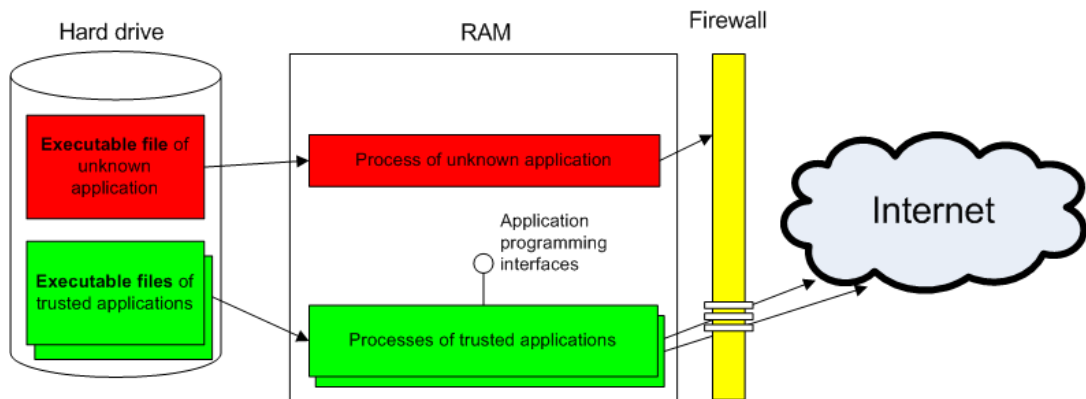 Hard drive
RAM
Firewall
Executable file of
unknown
application
Process of unknown application
Application
programming
interfaces
Internet
Executable files of
trusted applications
Processes of trusted applications